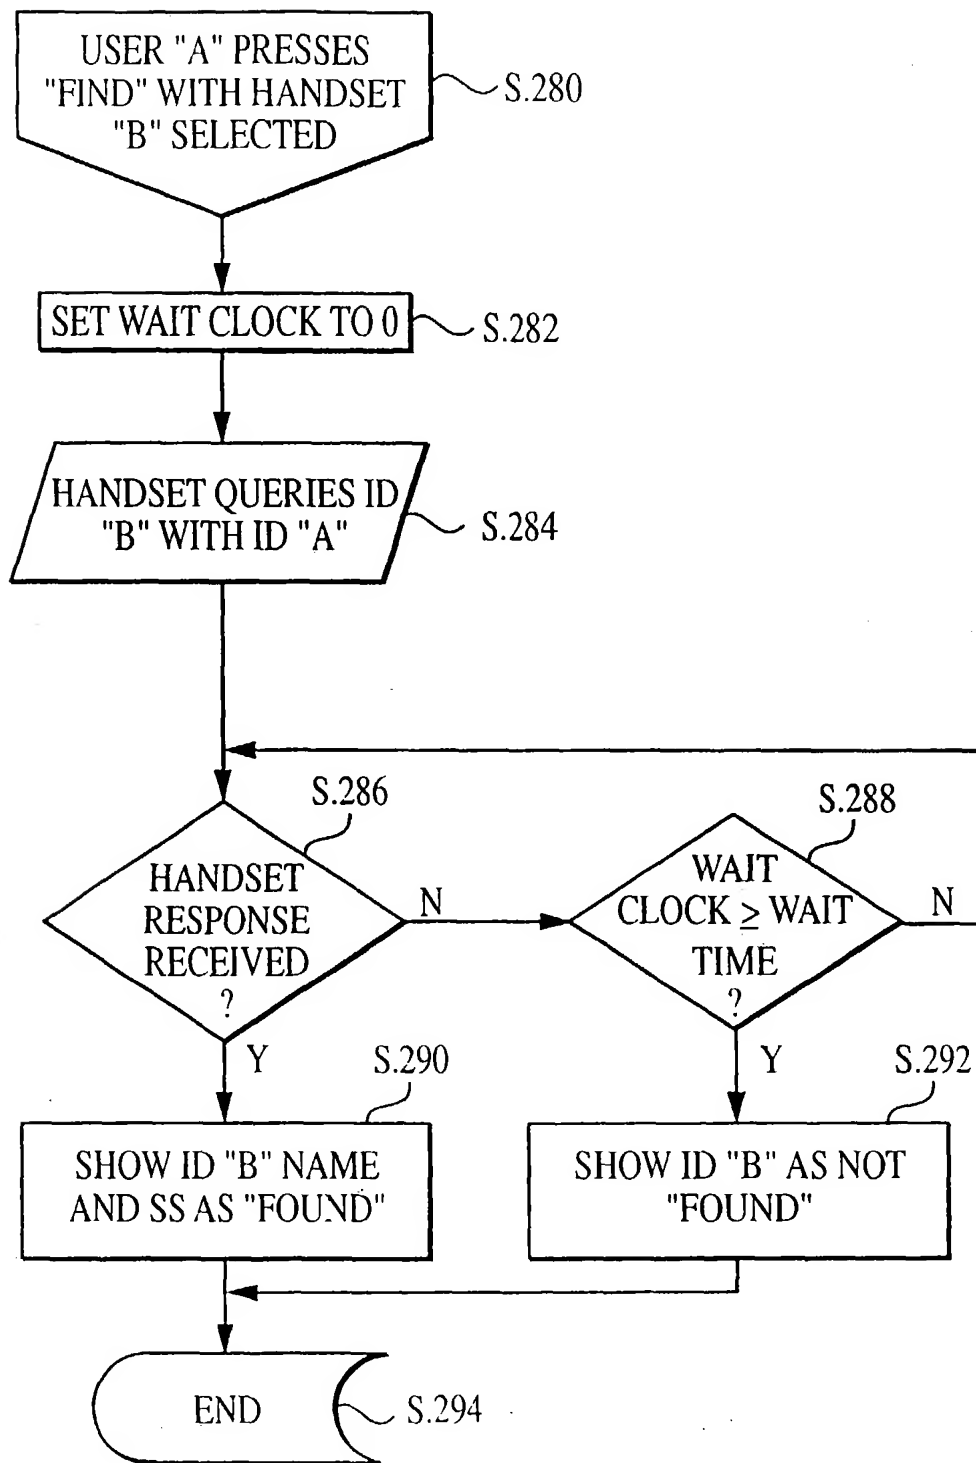 USER "A" PRESSES
"FIND" WITH HANDSET
"B" SELECTED
S.280
SET WAIT CLOCK TO 0
S.282
HANDSET QUERIES ID
"B" WITH ID "A"
S.284
S.286
HANDSET
RESPONSE
RECEIVED
?
N
Y
S.288
WAIT
CLOCK ≥ WAIT
TIME
?
N
Y
S.290
SHOW ID "B" NAME
AND SS AS "FOUND"
S.292
SHOW ID "B" AS NOT
"FOUND"
END
S.294